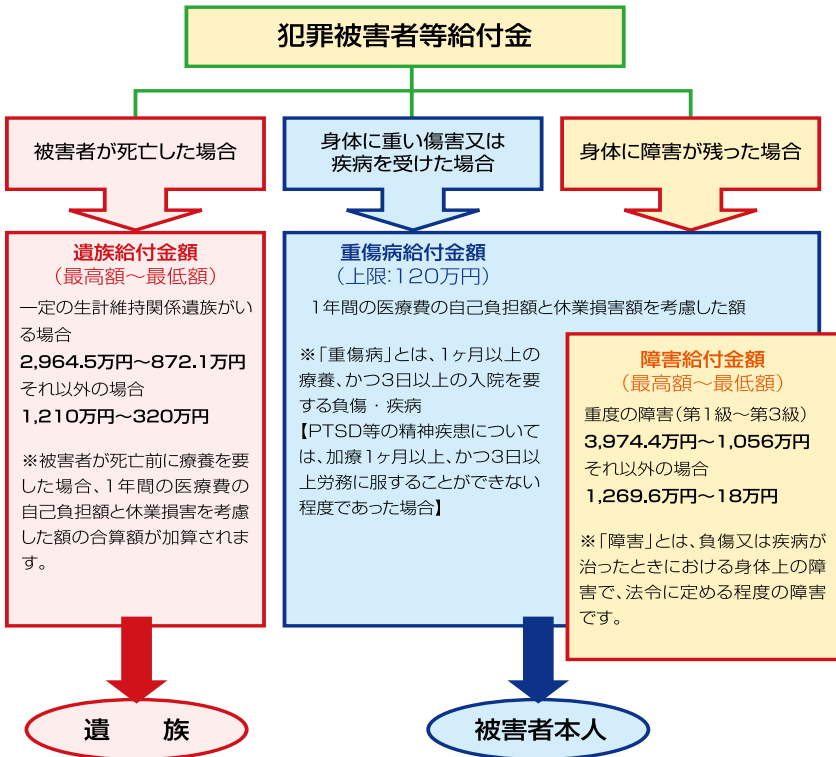 犯罪被害者等給付金
被害者が死亡した場合
身体に重い傷害又は
疾病を受けた場合
身体に障害が残った場合
遺族給付金額
（最高額～最低額）
一定の生計維持関係遺族がい
る場合
2,964.5万円～872.1万円
それ以外の場合
1,210万円～320万円
※被害者が死亡前に療養を要
した場合、1年間の医療費の
自己負担額と休業損害を考慮
した額の合算額が加算されま
す。
遺　族
重傷病給付金額
（上限:120万円）
1年間の医療費の自己負担額と休業損害額を考慮した額
※「重傷病」とは、1ヶ月以上の
療養、かつ3日以上の入院を要
する負傷・疾病
【PTSD等の精神疾患について
は、加療1ヶ月以上、かつ3日以
上労務に服することができない
程度であった場合】
障害給付金額
（最高額～最低額）
重度の障害（第1級～第3級）
3,974.4万円～1,056万円
それ以外の場合
1,269.6万円～18万円
※「障害」とは、負傷又は疾病が
治ったときにおける身体上の障
害で、法令に定める程度の障害
です。
被害者本人